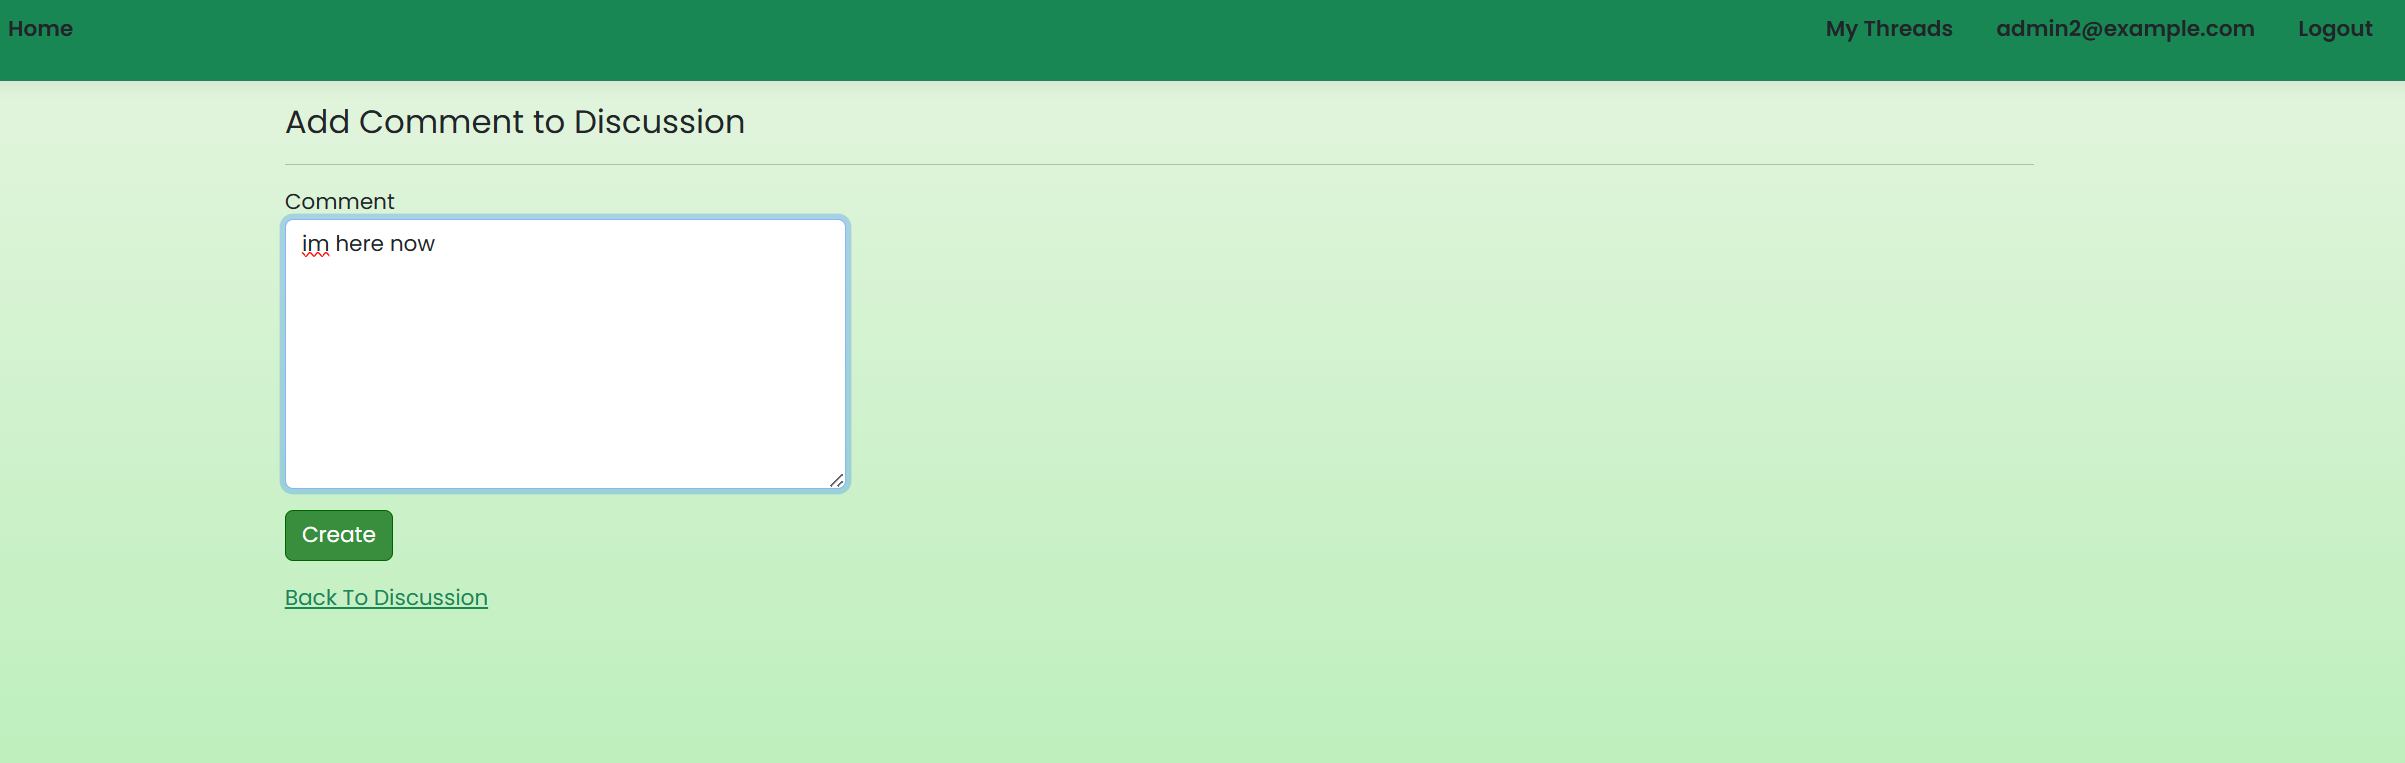 Home My Threads admin2@example.com Logout
Add Comment to Discussion
Comment
im here now
Create
Back To Discussion